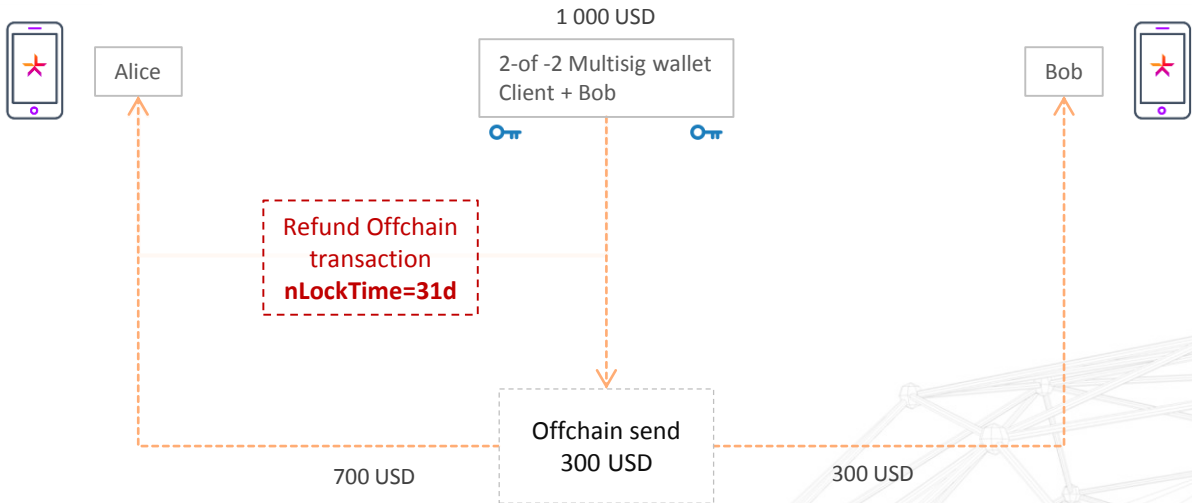 1 000 USD
Alice
2-of -2 Multisig wallet
Client + Bob
Bob
Refund Offchain
transaction
nLockTime=31d
Offchain send
300 USD
700 USD
300 USD